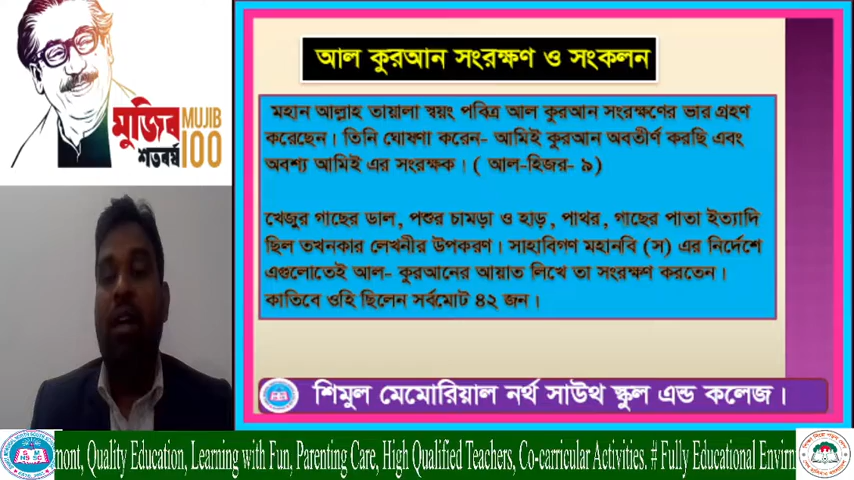 মুজিব
শতবর্ষ
MUJIB
100
আল কুরআন সংরক্ষণ ও সংকলন
মহান আল্লাহ তায়ালা স্বয়ং পবিত্র আল কুরআন সংরক্ষণের ভার গ্রহণ
করেছেন। তিনি ঘোষণা করেন- আমিই কুরআন অবতীর্ণ করছি এবং
অবশ্য আমিই এর সংরক্ষক। ( আল-হিজর- ৯)
খেজুর গাছের ডাল, পশুর চামড়া ও হাড়, পাথর, গাছের পাতা ইত্যাদি
ছিল তখনকার লেখনীর উপকরণ। সাহাবিগণ মহানবি (স) এর নির্দেশে
এগুলোতেই আল- কুরআনের আয়াত লিখে তা সংরক্ষণ করতেন।
কাতিবে ওহি ছিলেন সর্বমোট ৪২ জন।
শিমুল মেমোরিয়াল নর্থ সাউথ স্কুল এন্ড কলেজ।
mont, Quality Education, Learning with Fun, Parenting Care, High Qualified Teachers, Co-carricular Activities. # Fully Educational Envirn